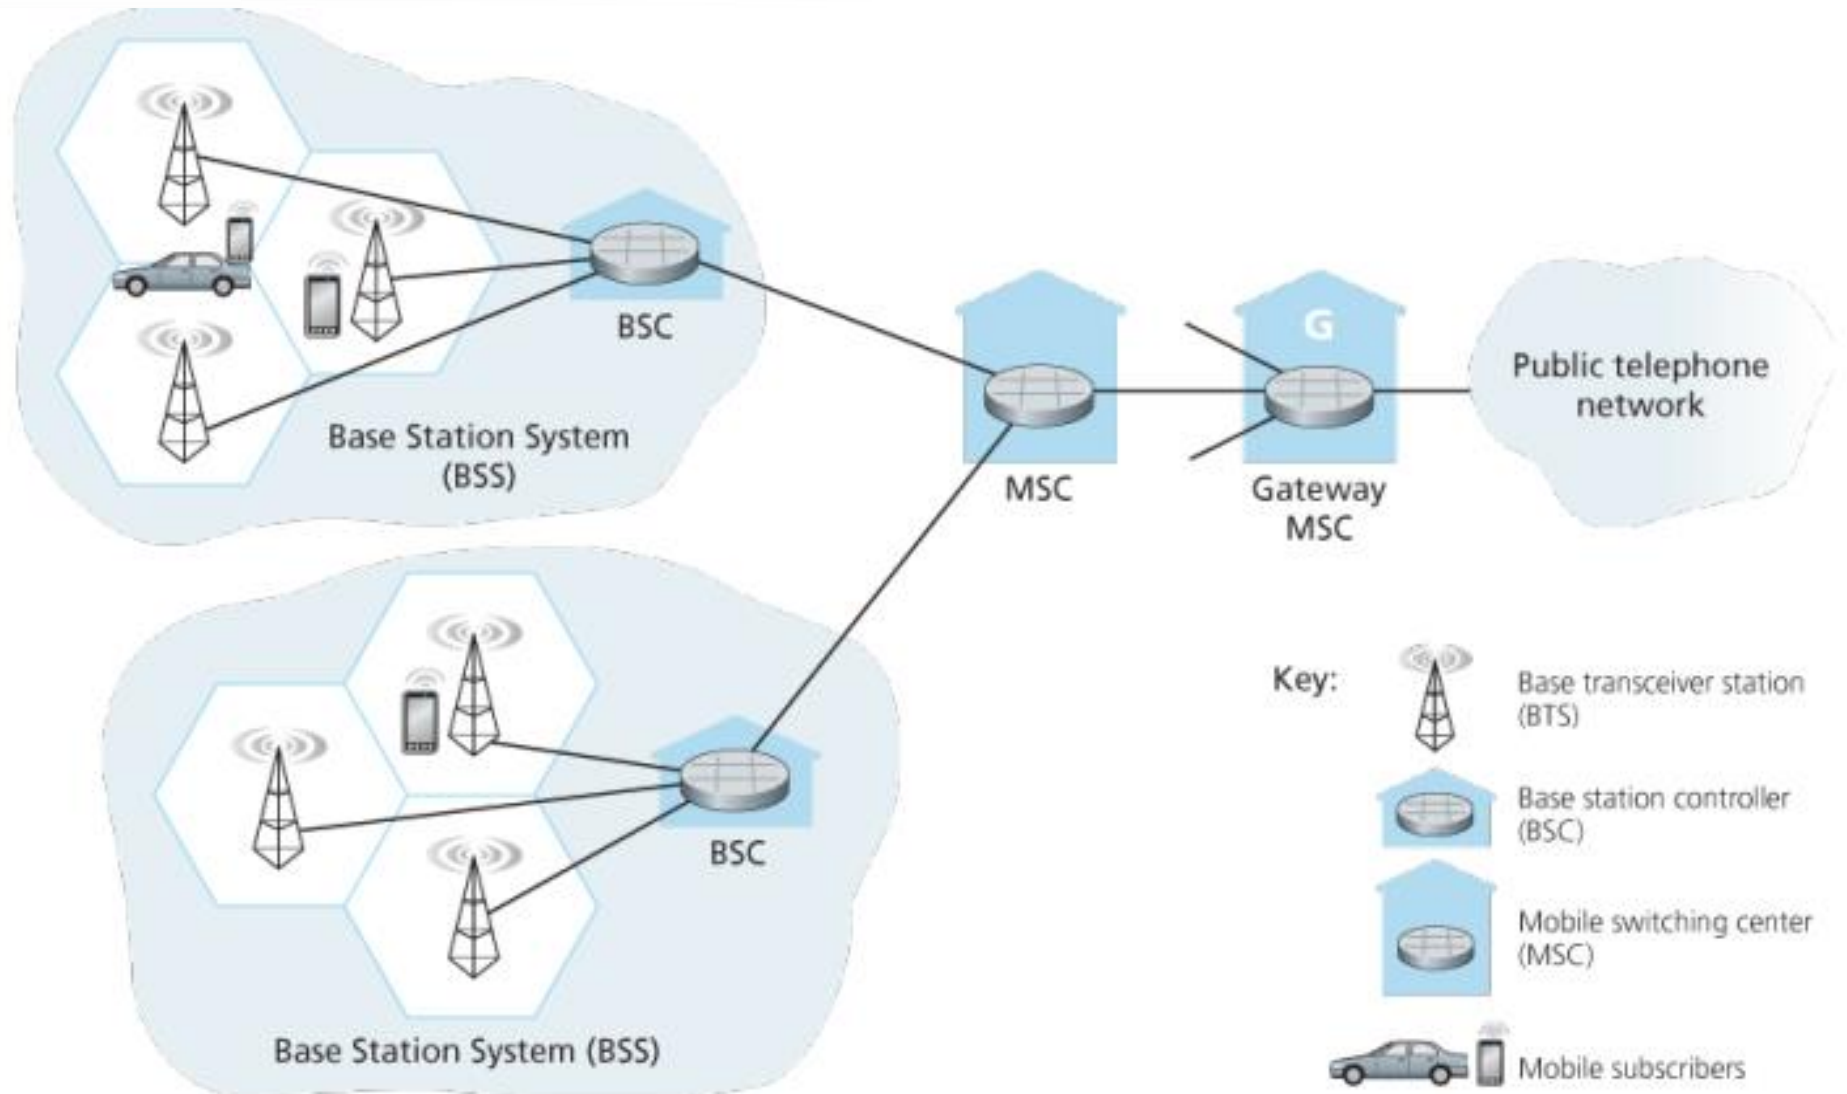 BSC
Base Station System
(BSS)
MSC
G
Gateway
MSC
Public telephone
network
BSC
Base Station System (BSS)
Key:
Base transceiver station
(BTS)
Base station controller
(BSC)
Mobile switching center
(MSC)
Mobile subscribers